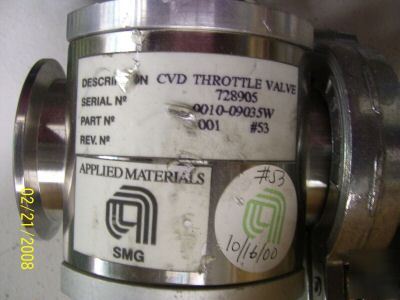 DESCRIPTION CVD THROTTLE VALVE
SERIAL Nº 728905
PART Nº 0010-09035W
REV. Nº 001 #53
APPLIED MATERIALS
SMG
#53
10/16/00
02/21/2008